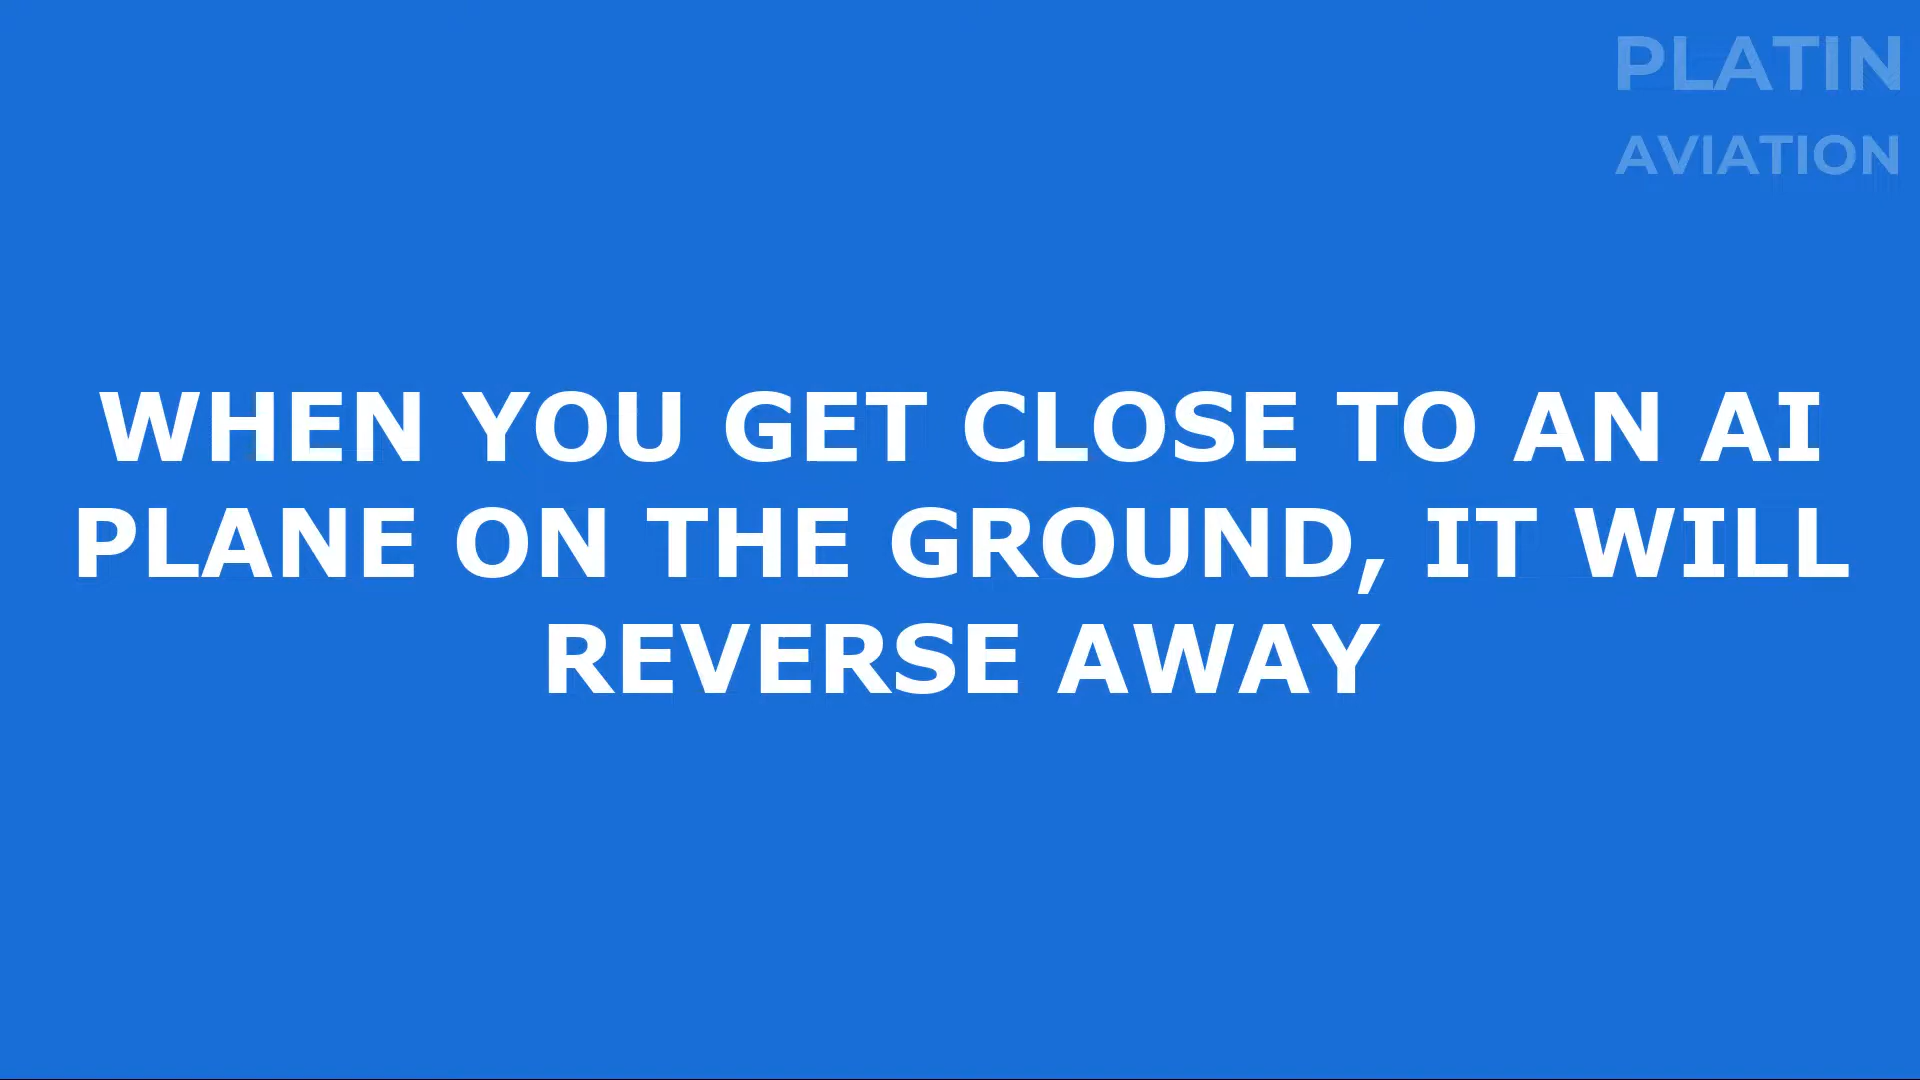 PLATIN
AVIATION
WHEN YOU GET CLOSE TO AN AI
PLANE ON THE GROUND, IT WILL
REVERSE AWAY